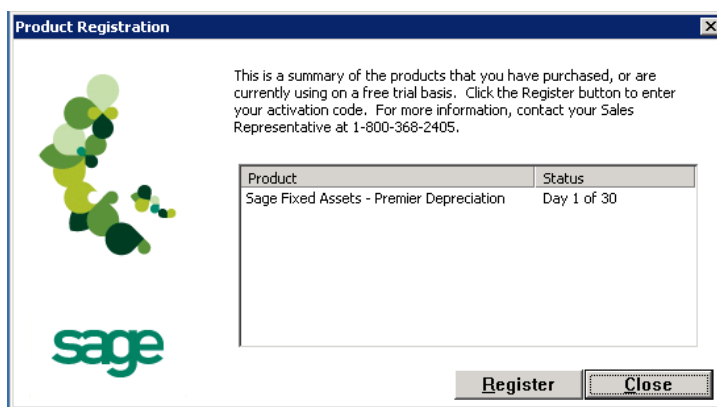 Product Registration
This is a summary of the products that you have purchased, or are
currently using on a free trial basis. Click the Register button to enter
your activation code. For more information, contact your Sales
Representative at 1-800-368-2405.
Product Status
Sage Fixed Assets - Premier Depreciation Day 1 of 30
sage
Register Close